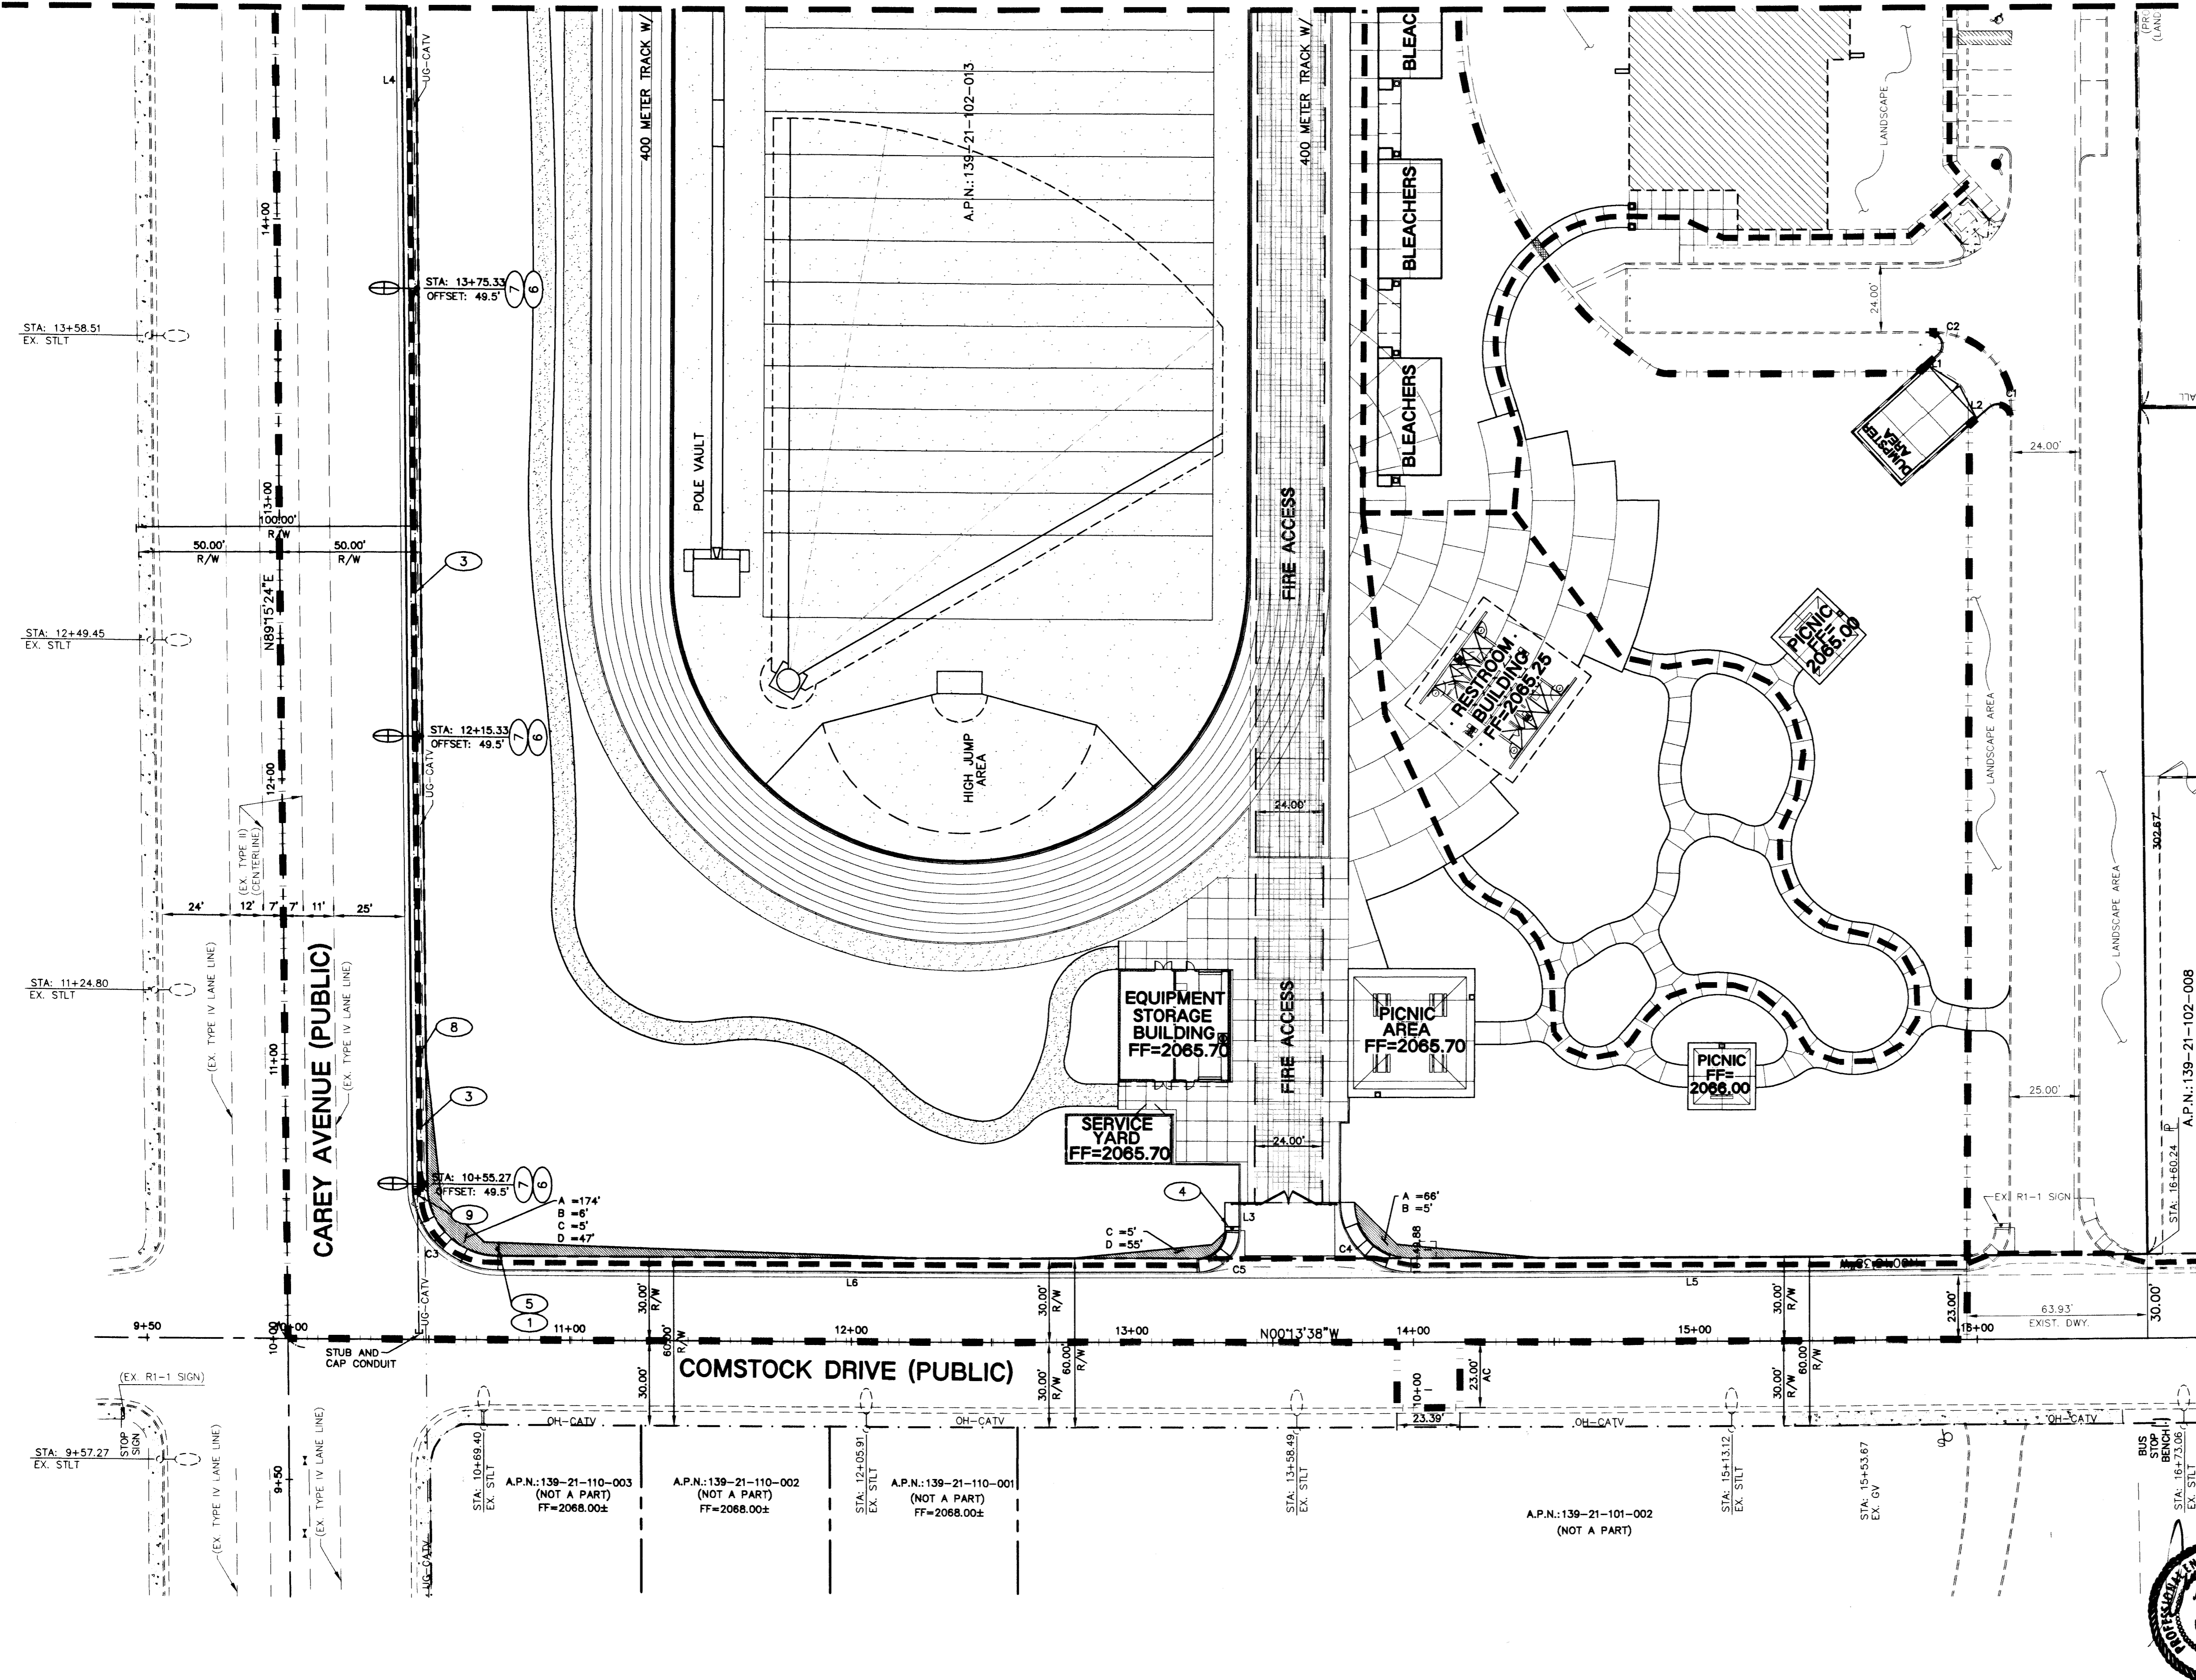 L4
UG-CATV
400 METER TRACK W/
A.P.N.:139-21-102-013
400 METER TRACK W/
BLEAC
LANDSCAPE
14+00
STA: 13+75.33
OFFSET: 49.5'
7
6
BLEACHERS
STA: 13+58.51
EX. STLT
24.00'
C2
C1
L2
BLEACHERS
DUMPSTER
AREA
24.00'
POLE VAULT
13+00
100.00'
R/W
50.00'
R/W
50.00'
R/W
3
FIRE ACCESS
N89°15'24"E
STA: 12+49.45
EX. STLT
PICNIC
FF=
2065.00
RESTROOM
BUILDING
FF=2065.25
LANDSCAPE AREA
STA: 12+15.33
OFFSET: 49.5'
7
6
HIGH JUMP
AREA
12+00
UG-CATV
24.00'
302.67'
(EX. TYPE II)
(CENTERLINE)
24'
12'
7'
7'
11'
25'
LANDSCAPE AREA
CAREY AVENUE (PUBLIC)
(EX. TYPE IV LANE LINE)
(EX. TYPE IV LANE LINE)
STA: 11+24.80
EX. STLT
11+00
8
3
EQUIPMENT
STORAGE
BUILDING
FF=2065.70
FIRE ACCESS
PICNIC
AREA
FF=2065.70
PICNIC
FF=
2066.00
25.00'
A.P.N.:139-21-102-008
SERVICE
YARD
FF=2065.70
24.00'
STA: 16+60.24
STA: 10+55.27
OFFSET: 49.5'
7
6
9
A =174'
B =6'
C =5'
D =47'
4
L3
A =66'
B =5'
EX. R1-1 SIGN
C =5'
D =55'
C3
C5
C4
L6
L5
5
1
UG-CATV
30.00'
R/W
60.00'
R/W
30.00'
R/W
30.00'
R/W
23.00'
63.93'
EXIST. DWY.
30.00'
9+50
10+00
10+00
11+00
12+00
13+00
N00°13'38"W
14+00
15+00
16+00
STUB AND
CAP CONDUIT
COMSTOCK DRIVE (PUBLIC)
30.00'
30.00'
R/W
60.00'
R/W
23.00'
AC
30.00'
R/W
60.00'
R/W
10+00
23.39'
(EX. R1-1 SIGN)
STOP
SIGN
OH-CATV
OH-CATV
OH-CATV
OH-CATV
STA: 9+57.27
EX. STLT
9+50
(EX. TYPE IV LANE LINE)
(EX. TYPE IV LANE LINE)
UG-CATV
STA: 10+69.40
EX. STLT
A.P.N.:139-21-110-003
(NOT A PART)
FF=2068.00±
A.P.N.:139-21-110-002
(NOT A PART)
FF=2068.00±
STA: 12+05.91
EX. STLT
A.P.N.:139-21-110-001
(NOT A PART)
FF=2068.00±
STA: 13+58.49
EX. STLT
A.P.N.:139-21-101-002
(NOT A PART)
STA: 15+13.12
EX. STLT
STA: 15+53.67
EX. GV
BUS
STOP
BENCH
STA: 16+73.06
EX. STLT
PROFESSIONAL EN